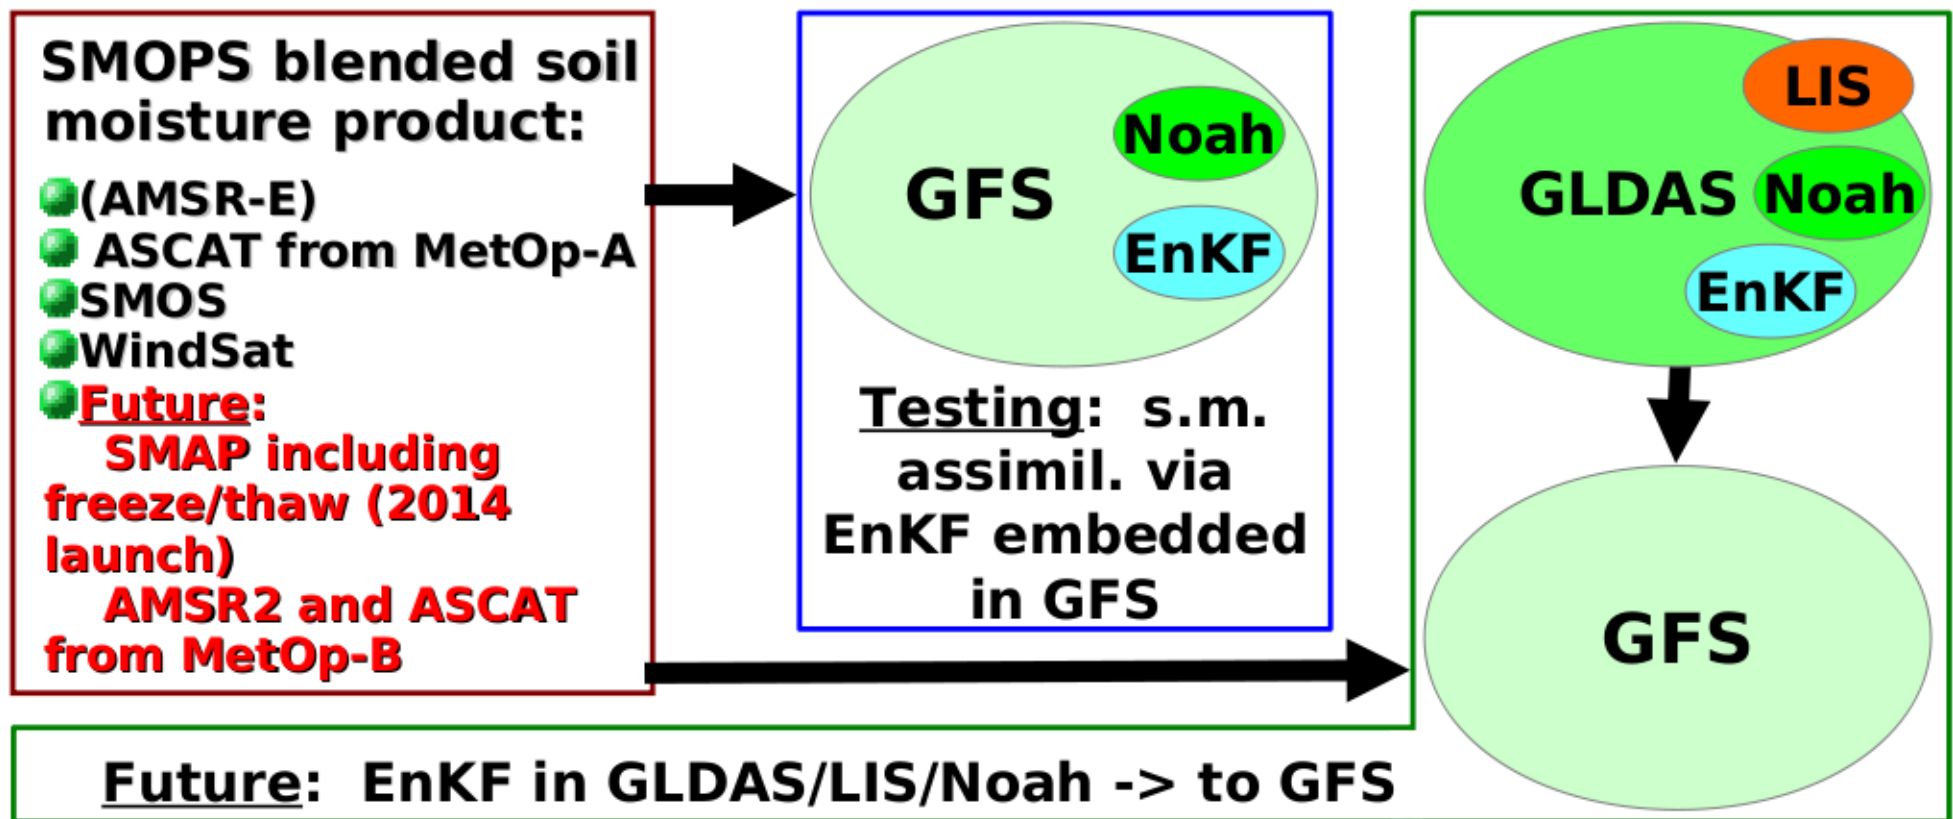 SMOPS blended soil
moisture product:
(AMSR-E)
ASCAT from MetOp-A
SMOS
WindSat
Future:
SMAP including
freeze/thaw (2014
launch)
AMSR2 and ASCAT
from MetOp-B
GFS
Noah
EnKF
Testing:  s.m.
assimil. via
EnKF embedded
in GFS
LIS
GLDAS
Noah
EnKF
GFS
Future:  EnKF in GLDAS/LIS/Noah -> to GFS